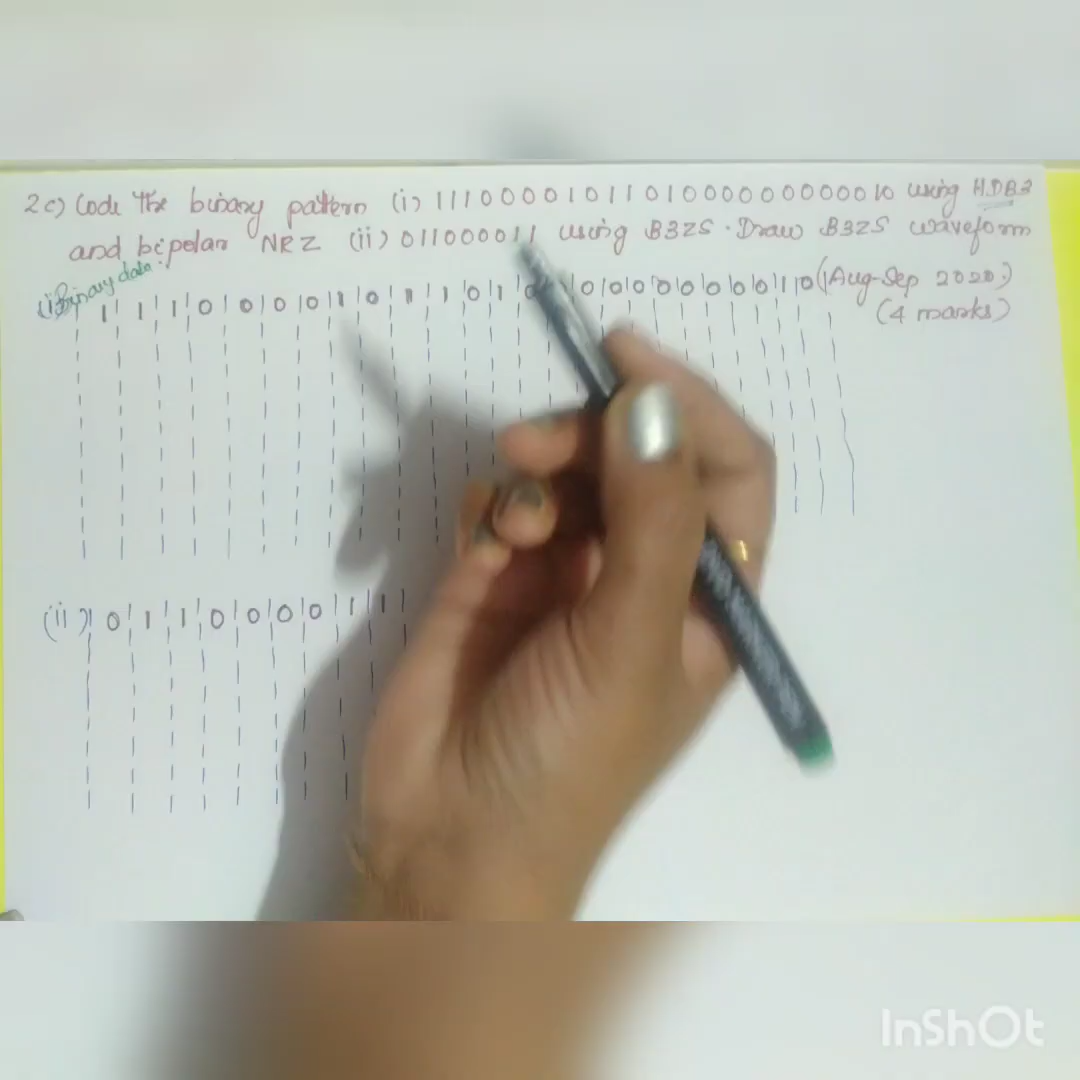 2c) Code the binary pattern (i) 11100001011010000000000010 using HDB3
and bipolar NRZ (ii) 011000011 using B3ZS. Draw B3ZS waveform
(Aug-Sep 2020)
(4 marks)
(i) Binary data:
1 1 1 0 0 0 0 1 0 1 1 0 1 0 0 0 0 0 0 0 0 0 1 0
(ii) 0 1 1 0 0 0 0 1 1
InShOt